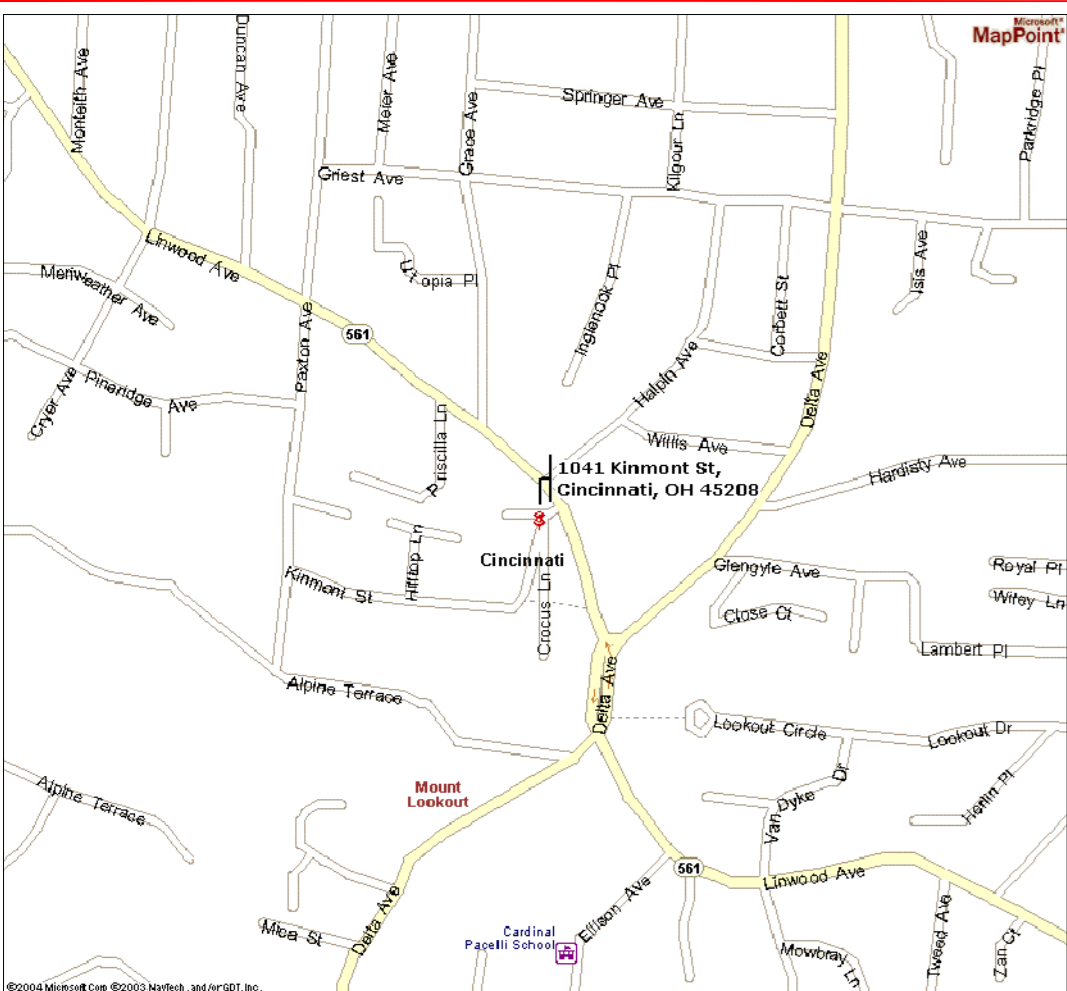 Microsoft®
MapPoint®
Duncan Ave
Monteith Ave
Meier Ave
Grace Ave
Springer Ave
Kilgour Ln
Parkridge Pl
Griest Ave
Linwood Ave
Meriweather Ave
Utopia Pl
Inglenook Pl
Corbett St
Isis Ave
561
Paxton Ave
Halpin Ave
Delta Ave
Cryer Ave
Pineridge Ave
Priscilla Ln
Willis Ave
1041 Kinmont St,
Cincinnati, OH 45208
Hardisty Ave
Cincinnati
Hilltop Ln
Kinmont St
Crocus Ln
Glengyle Ave
Close Ct
Royal Pl
Wifey Ln
Lambert Pl
Alpine Terrace
Delta Ave
Lookout Circle
Lookout Dr
Alpine Terrace
Mount
Lookout
Van Dyke Dr
Herlin Pl
561
Linwood Ave
Delta Ave
Mica St
Ellison Ave
Cardinal
Pacelli School
Mowbray Ln
Tweed Ave
Zan Ct
©2004 Microsoft Corp ©2003 NavTech, and/or GDT, Inc.